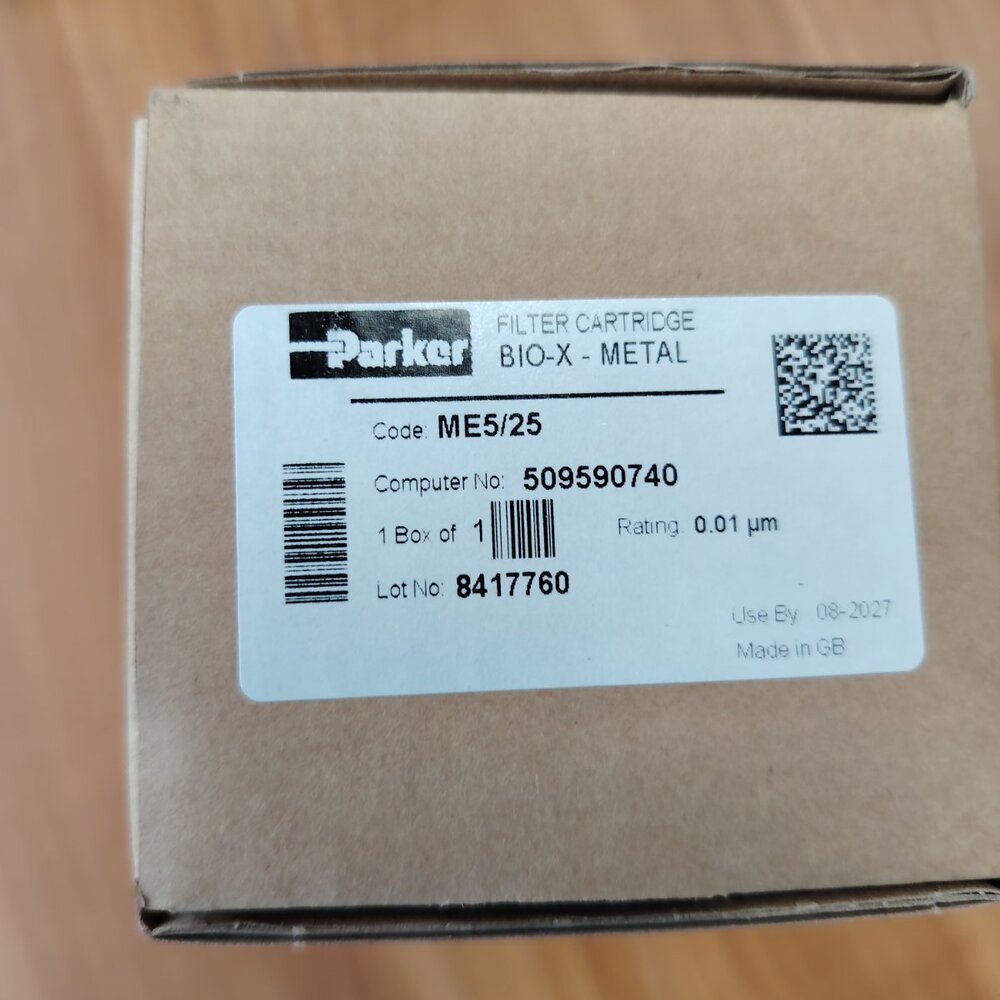 Parker
FILTER CARTRIDGE
BIO-X - METAL
Code: ME5/25
Computer No: 509590740
1 Box of 1
Rating: 0.01 µm
Lot No: 8417760
Use By 08-2027
Made in GB